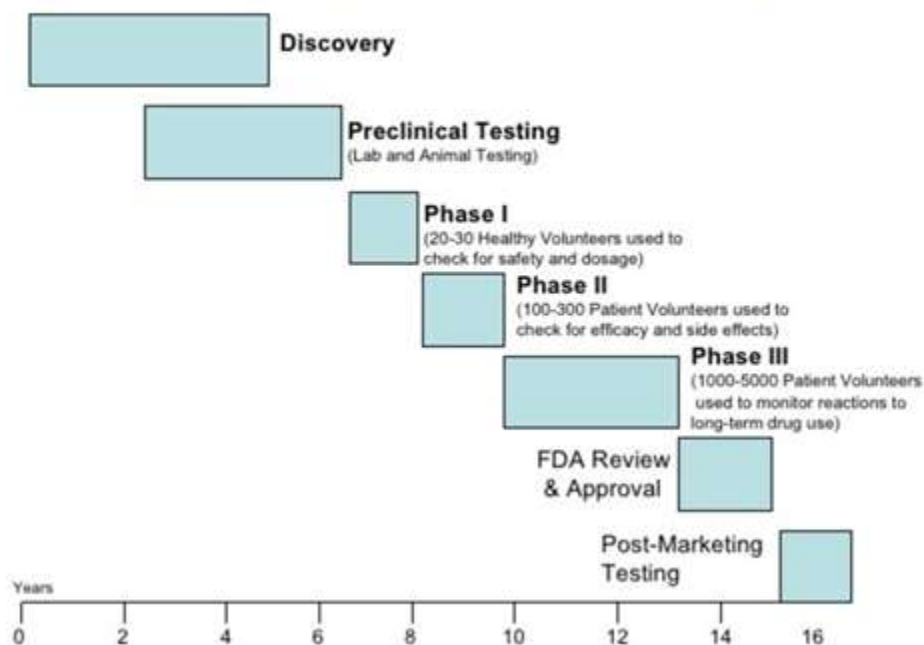 Discovery
Preclinical Testing
(Lab and Animal Testing)
Phase I
(20-30 Healthy Volunteers used to
check for safety and dosage)
Phase II
(100-300 Patient Volunteers used to
check for efficacy and side effects)
Phase III
(1000-5000 Patient Volunteers
used to monitor reactions to
long-term drug use)
FDA Review
& Approval
Post-Marketing
Testing
Years
0 2 4 6 8 10 12 14 16